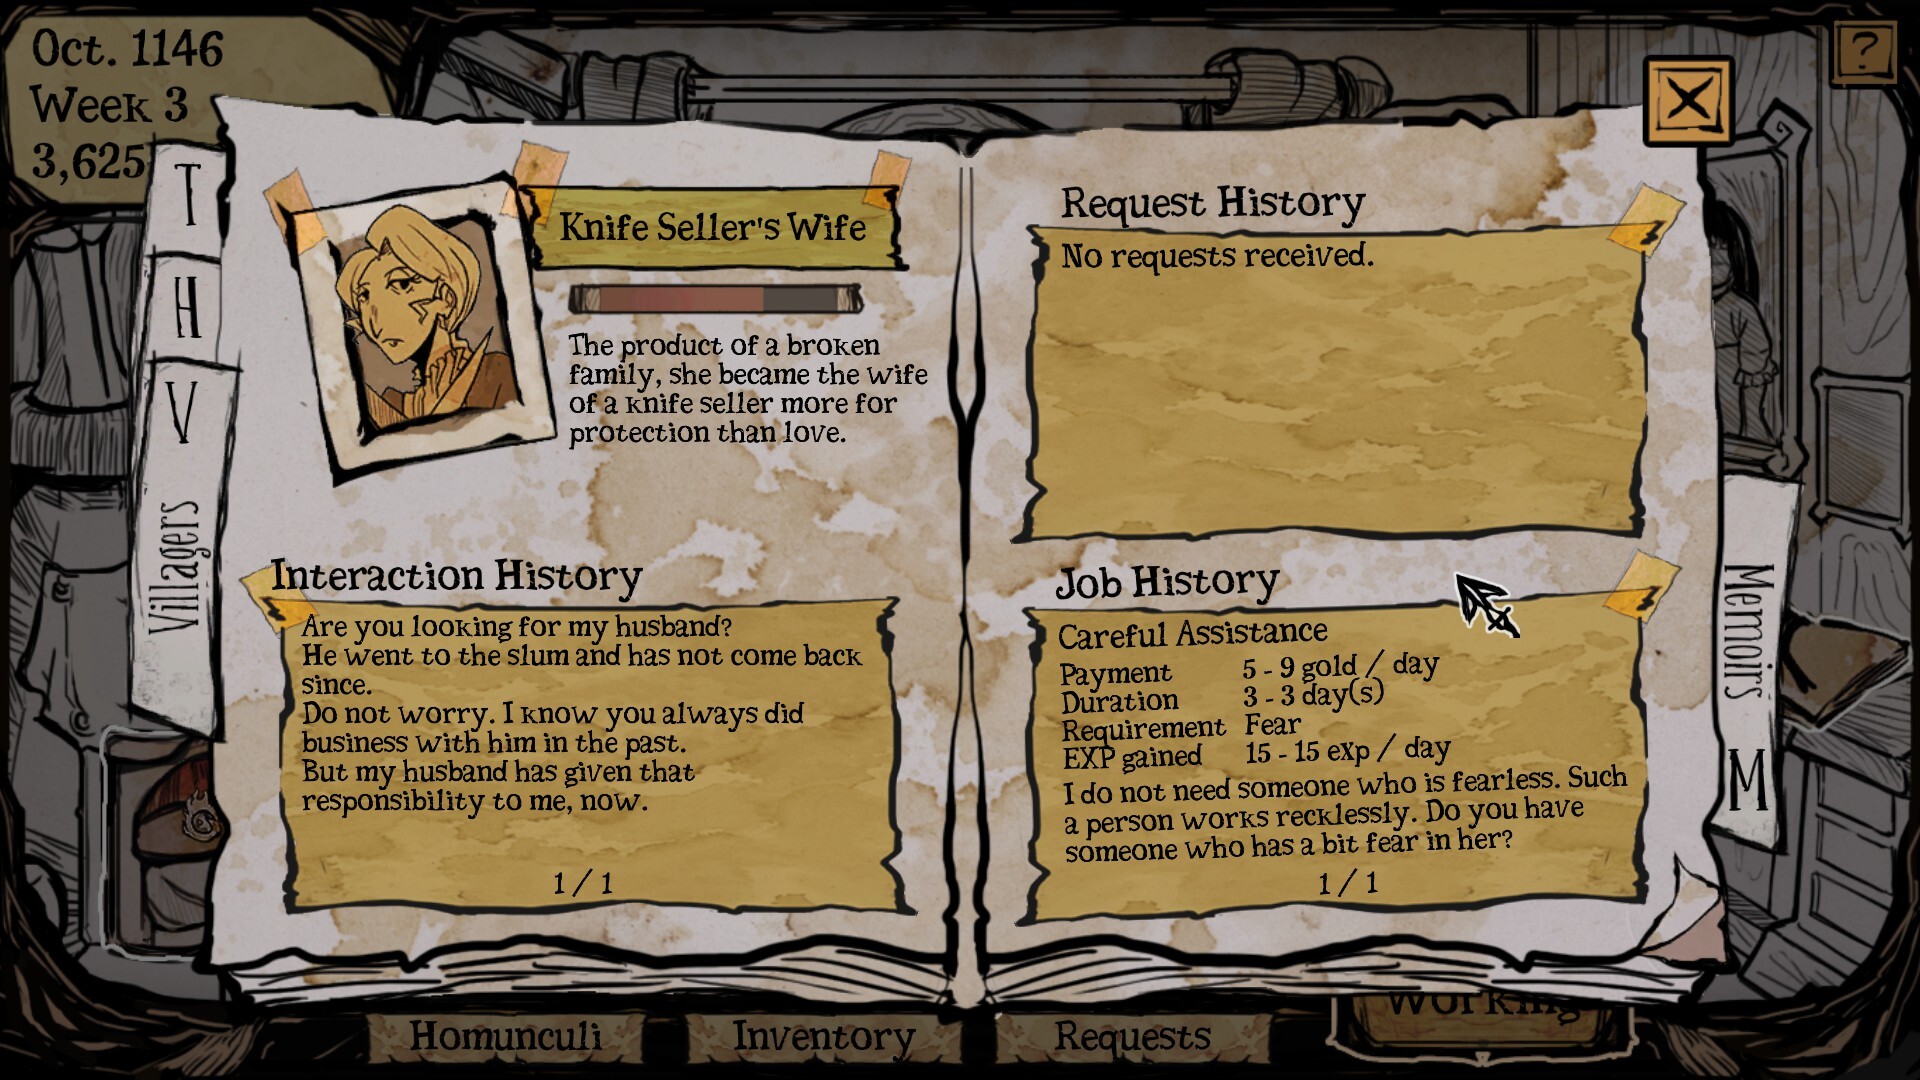 Oct. 1146
Week 3
3,625
?
T
H
V
Villagers
Knife Seller's Wife
The product of a broken
family, she became the wife
of a knife seller more for
protection than love.
Interaction History
Are you looking for my husband?
He went to the slum and has not come back
since.
Do not worry. I know you always did
business with him in the past.
But my husband has given that
responsibility to me, now.
1 / 1
Request History
No requests received.
Job History
Careful Assistance
Payment 5 - 9 gold / day
Duration 3 - 3 day(s)
Requirement Fear
EXP gained 15 - 15 exp / day
I do not need someone who is fearless. Such
a person works recklessly. Do you have
someone who has a bit fear in her?
1 / 1
Memoirs
M
Homunculi
Inventory
Requests
Working